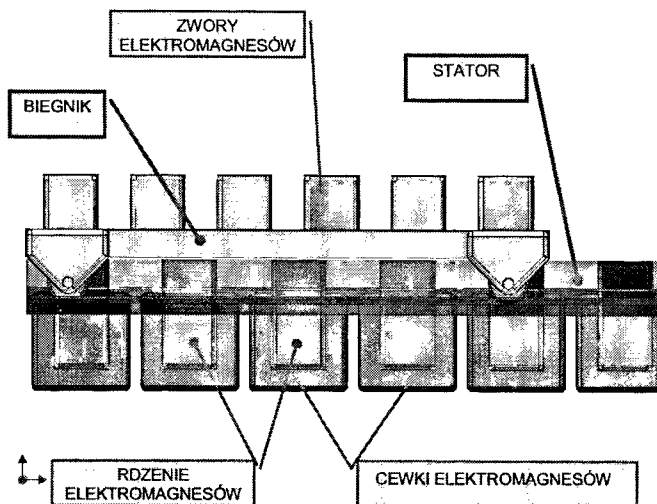 ZWORY
ELEKTROMAGNESÓW
STATOR
BIEGNIK
RDZENIE
ELEKTROMAGNESÓW
CEWKI ELEKTROMAGNESÓW